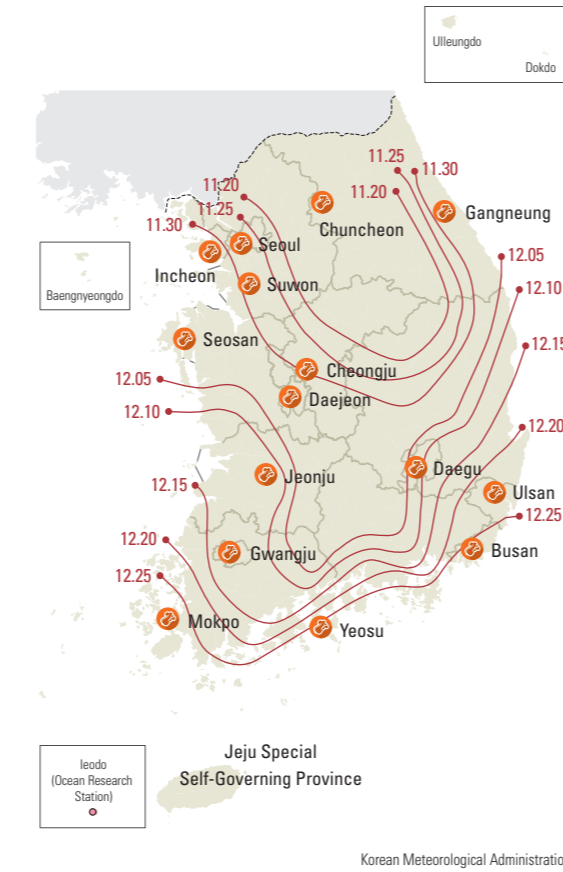 Ulleungdo
Dokdo
11.25
11.30
11.20
11.20
11.25
11.30
Chuncheon
Gangneung
Seoul
Incheon
Suwon
12.05
12.10
Baengnyeongdo
Seosan
12.15
Cheongju
12.05
Daejeon
12.10
12.20
Jeonju
Daegu
12.15
Ulsan
12.25
12.20
Gwangju
Busan
12.25
Mokpo
Yeosu
Jeju Special
Self-Governing Province
Ieodo
(Ocean Research
Station)
Korean Meteorological Administratio